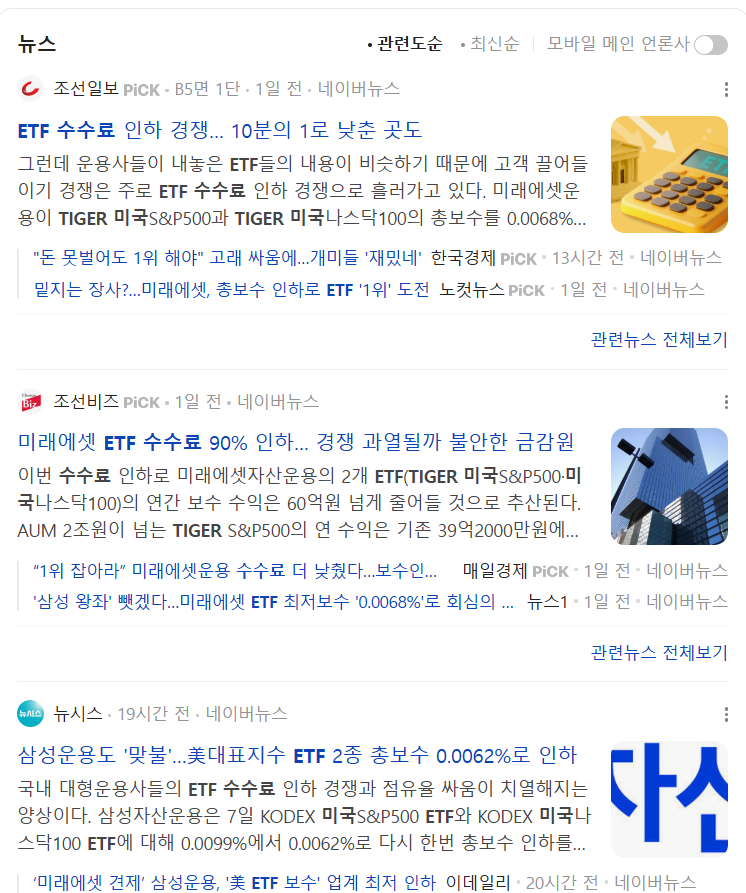 뉴스
• 관련도순 • 최신순 모바일 메인 언론사
조선일보 PiCK · B5면 1단 · 1일 전 · 네이버뉴스
ETF 수수료 인하 경쟁... 10분의 1로 낮춘 곳도
그런데 운용사들이 내놓은 ETF들의 내용이 비슷하기 때문에 고객 끌어들
이기 경쟁은 주로 ETF 수수료 인하 경쟁으로 흘러가고 있다. 미래에셋운
용이 TIGER 미국S&P500과 TIGER 미국나스닥100의 총보수를 0.0068%...
"돈 못벌어도 1위 해야" 고래 싸움에...개미들 '재밌네' 한국경제 PiCK · 13시간 전 · 네이버뉴스
밑지는 장사?...미래에셋, 총보수 인하로 ETF '1위' 도전 노컷뉴스 PiCK · 1일 전 · 네이버뉴스
관련뉴스 전체보기
조선비즈 PiCK · 1일 전 · 네이버뉴스
미래에셋 ETF 수수료 90% 인하... 경쟁 과열될까 불안한 금감원
이번 수수료 인하로 미래에셋자산운용의 2개 ETF(TIGER 미국S&P500·미
국나스닥100)의 연간 보수 수익은 60억원 넘게 줄어들 것으로 추산된다.
AUM 2조원이 넘는 TIGER S&P500의 연 수익은 기존 39억2000만원에...
“1위 잡아라” 미래에셋운용 수수료 더 낮췄다...보수인... 매일경제 PiCK · 1일 전 · 네이버뉴스
'삼성 왕좌' 뺏겠다...미래에셋 ETF 최저보수 '0.0068%'로 회심의 ... 뉴스1 · 1일 전 · 네이버뉴스
관련뉴스 전체보기
뉴시스 · 19시간 전 · 네이버뉴스
삼성운용도 '맞불'...美대표지수 ETF 2종 총보수 0.0062%로 인하
국내 대형운용사들의 ETF 수수료 인하 경쟁과 점유율 싸움이 치열해지는
양상이다. 삼성자산운용은 7일 KODEX 미국S&P500 ETF와 KODEX 미국나
스닥100 ETF에 대해 0.0099%에서 0.0062%로 다시 한번 총보수 인하를...
‘미래에셋 견제’ 삼성운용, '美 ETF 보수' 업계 최저 인하 이데일리 · 20시간 전 · 네이버뉴스